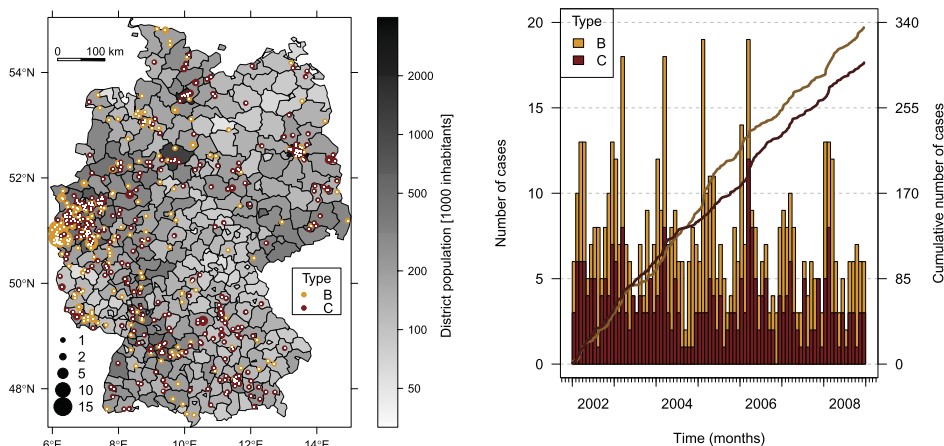 0 100 km
54°N
52°N
50°N
48°N
6°E 8°E 10°E 12°E 14°E
Type
B
C
1
2
5
10
15
2000
1000
500
200
100
50
District population [1000 inhabitants]
Type
B
C
20
15
10
5
0
Number of cases
340
255
170
85
0
Cumulative number of cases
2002 2004 2006 2008
Time (months)